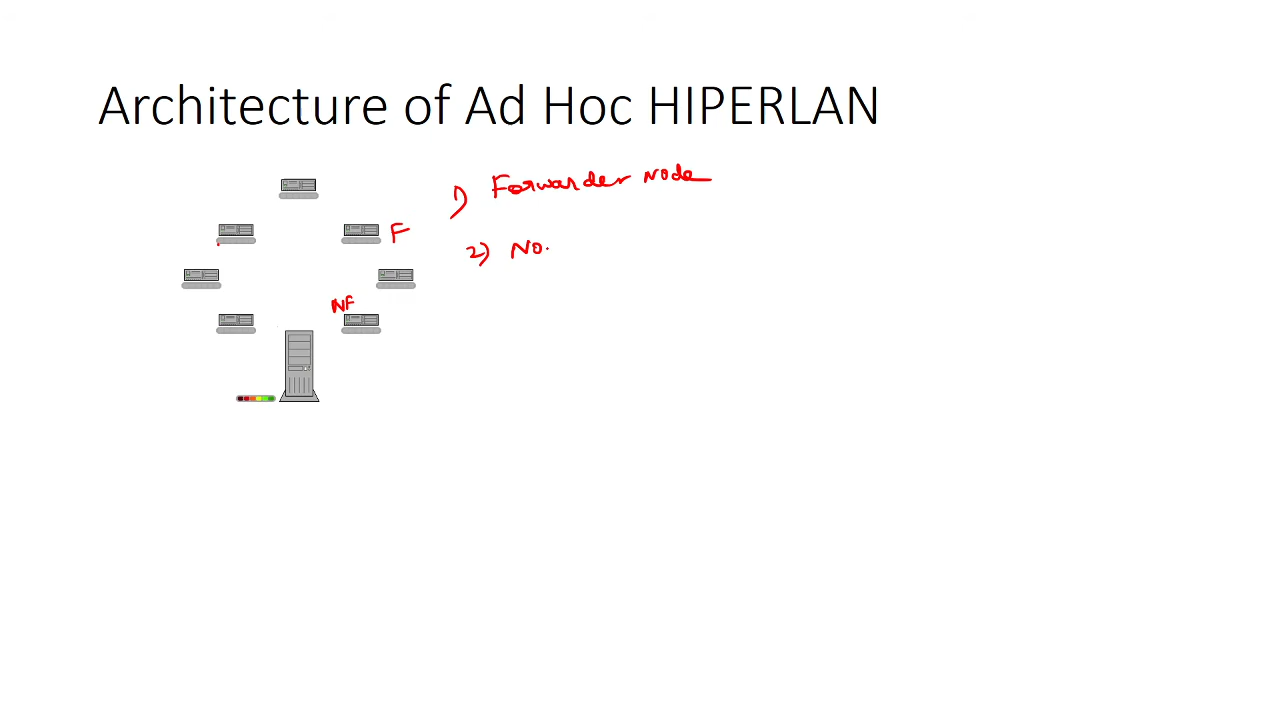 Architecture of Ad Hoc HIPERLAN
1) Forwarder node
F
2) No.
NF